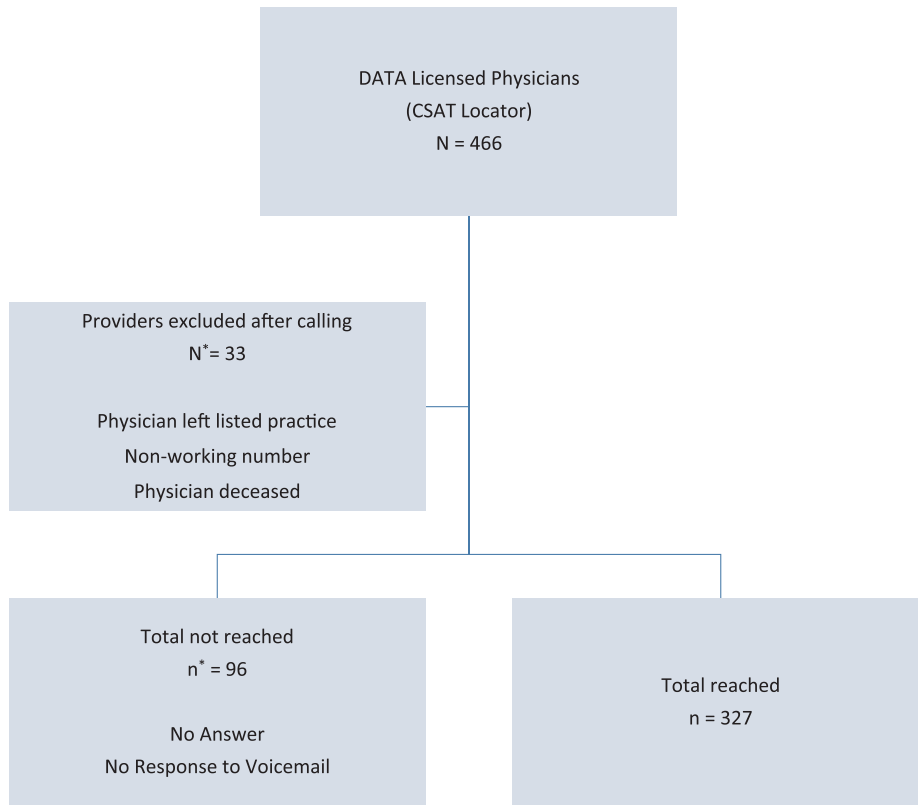 DATA Licensed Physicians
(CSAT Locator)
N = 466
Providers excluded after calling
N*= 33
Physician left listed practice
Non-working number
Physician deceased
Total not reached
n* = 96
No Answer
No Response to Voicemail
Total reached
n = 327